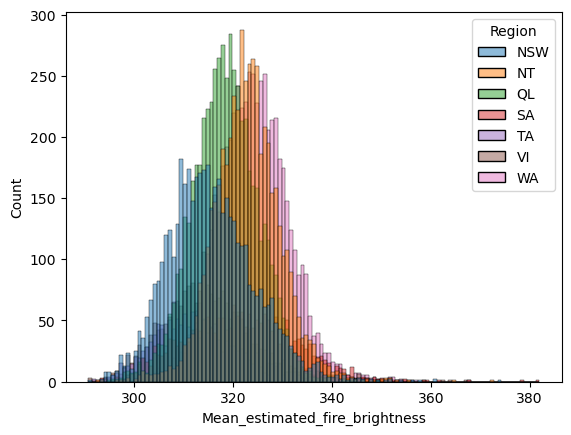 300
250
200
150
100
50
0
Count
300
320
340
360
380
Mean_estimated_fire_brightness
Region
NSW
NT
QL
SA
TA
VI
WA